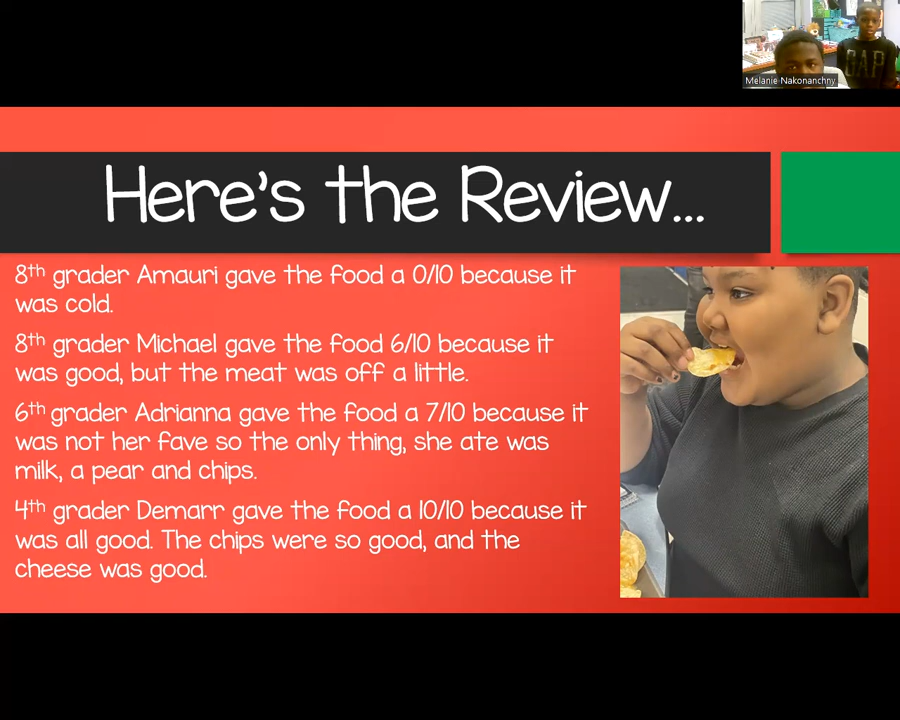 Melanie Nakonanchny
GAP
Here's the Review...
8th grader Amauri gave the food a 0/10 because it
was cold.
8th grader Michael gave the food 6/10 because it
was good, but the meat was off a little.
6th grader Adrianna gave the food a 7/10 because it
was not her fave so the only thing, she ate was
milk, a pear and chips.
4th grader Demarr gave the food a 10/10 because it
was all good. The chips were so good, and the
cheese was good.